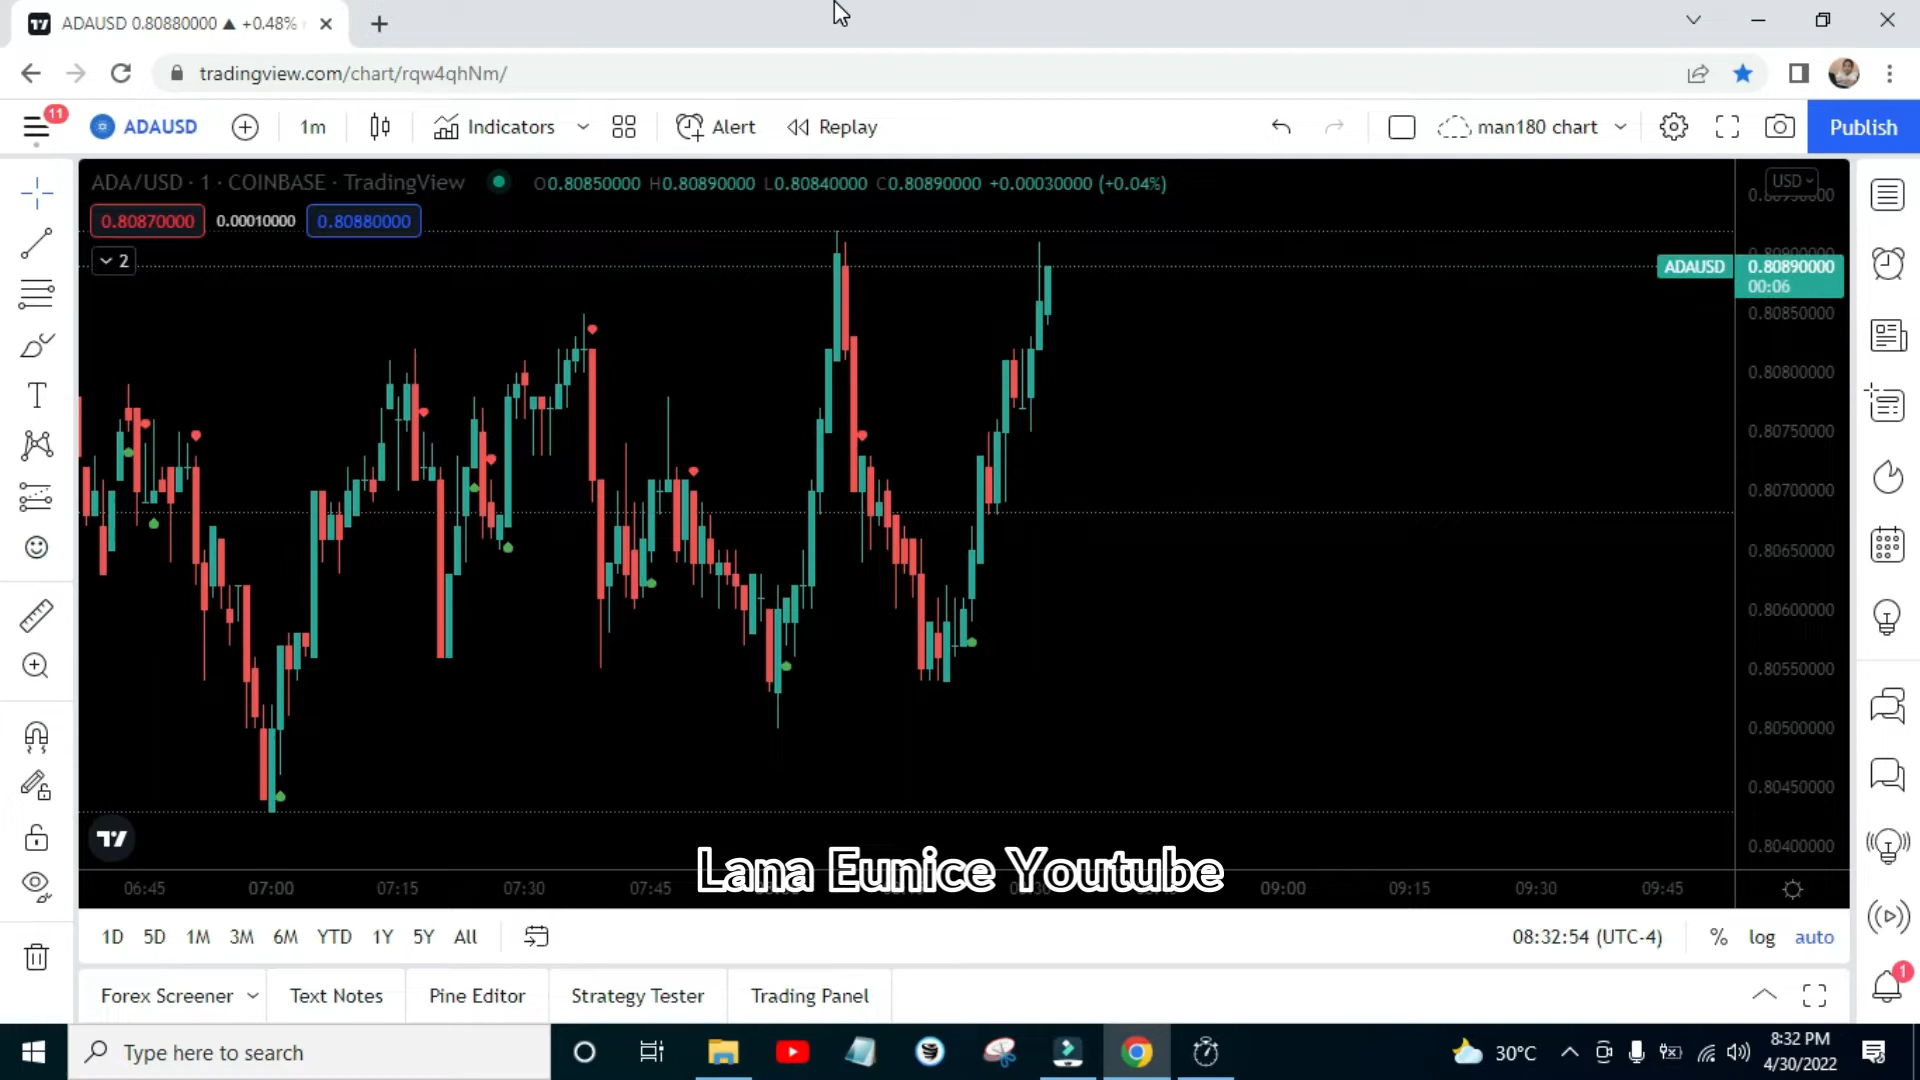 ADAUSD 0.80880000 ▲ +0.48%
tradingview.com/chart/rqw4qhNm/
11
ADAUSD
1m
Indicators
Alert
Replay
man180 chart
Publish
ADA/USD · 1 · COINBASE · TradingView
O0.80850000 H0.80890000 L0.80840000 C0.80890000 +0.00030000 (+0.04%)
USD
0.80870000
0.00010000
0.80880000
2
ADAUSD
0.80890000
00:06
0.80850000
0.80800000
0.80750000
0.80700000
0.80650000
0.80600000
0.80550000
0.80500000
0.80450000
0.80400000
Lana Eunice Youtube
06:45 07:00 07:15 07:30 07:45 09:00 09:15 09:30 09:45
1D 5D 1M 3M 6M YTD 1Y 5Y All
08:32:54 (UTC-4)
% log auto
Forex Screener
Text Notes
Pine Editor
Strategy Tester
Trading Panel
1
Type here to search
30°C
8:32 PM
4/30/2022